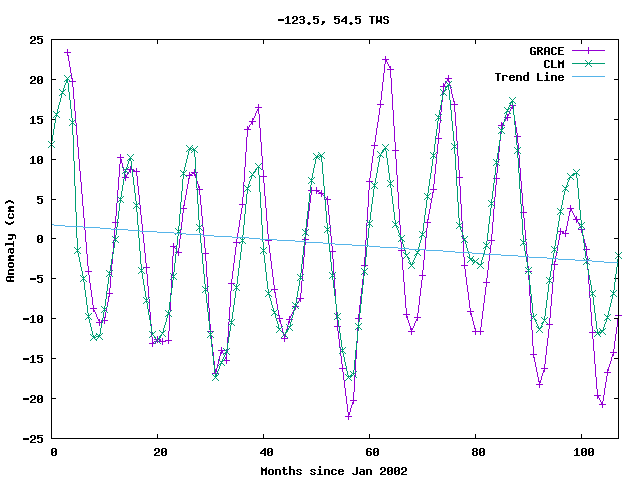 -123.5, 54.5 TWS
GRACE
CLM
Trend Line
25
20
15
10
5
0
-5
-10
-15
-20
-25
Anomaly (cm)
0 20 40 60 80 100
Months since Jan 2002